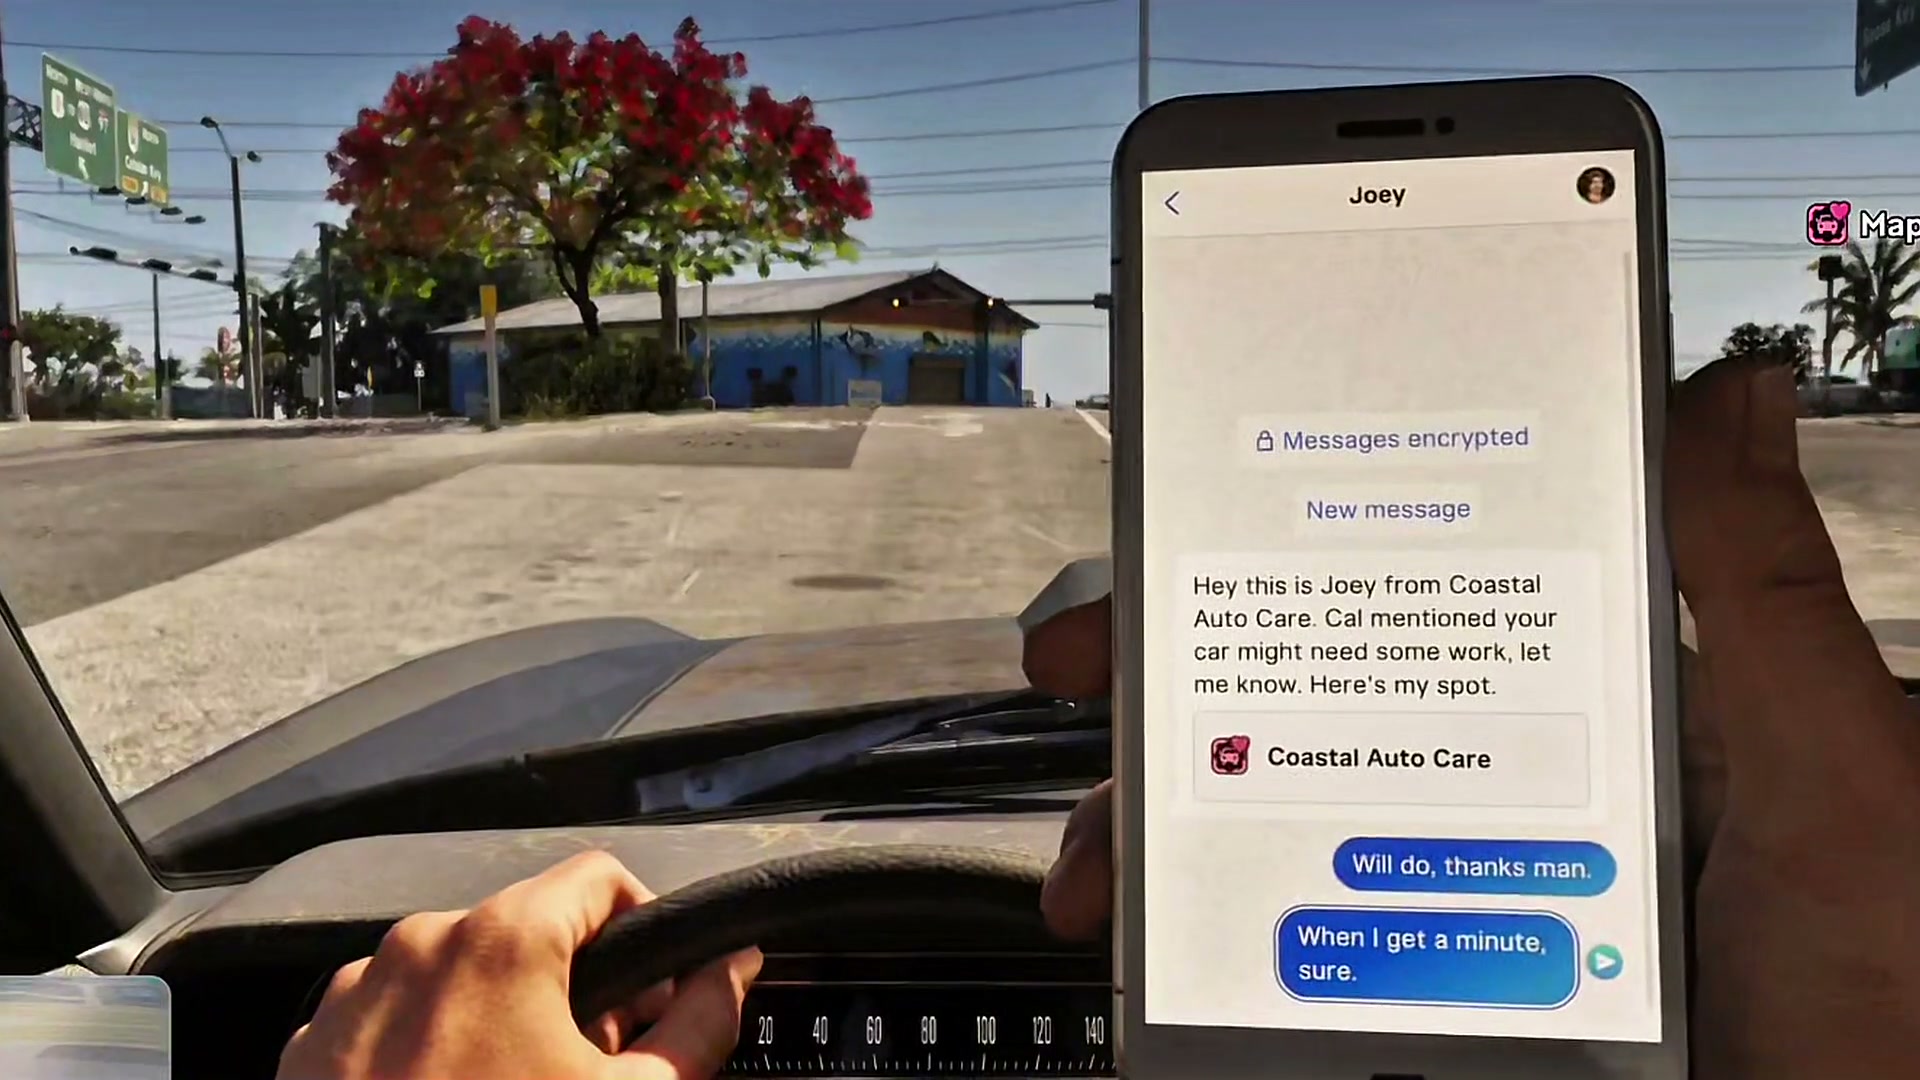 NORTH
Joey
Map
Messages encrypted
New message
Hey this is Joey from Coastal
Auto Care. Cal mentioned your
car might need some work, let
me know. Here's my spot.
Coastal Auto Care
Will do, thanks man.
When I get a minute,
sure.
20 40 60 80 100 120 140